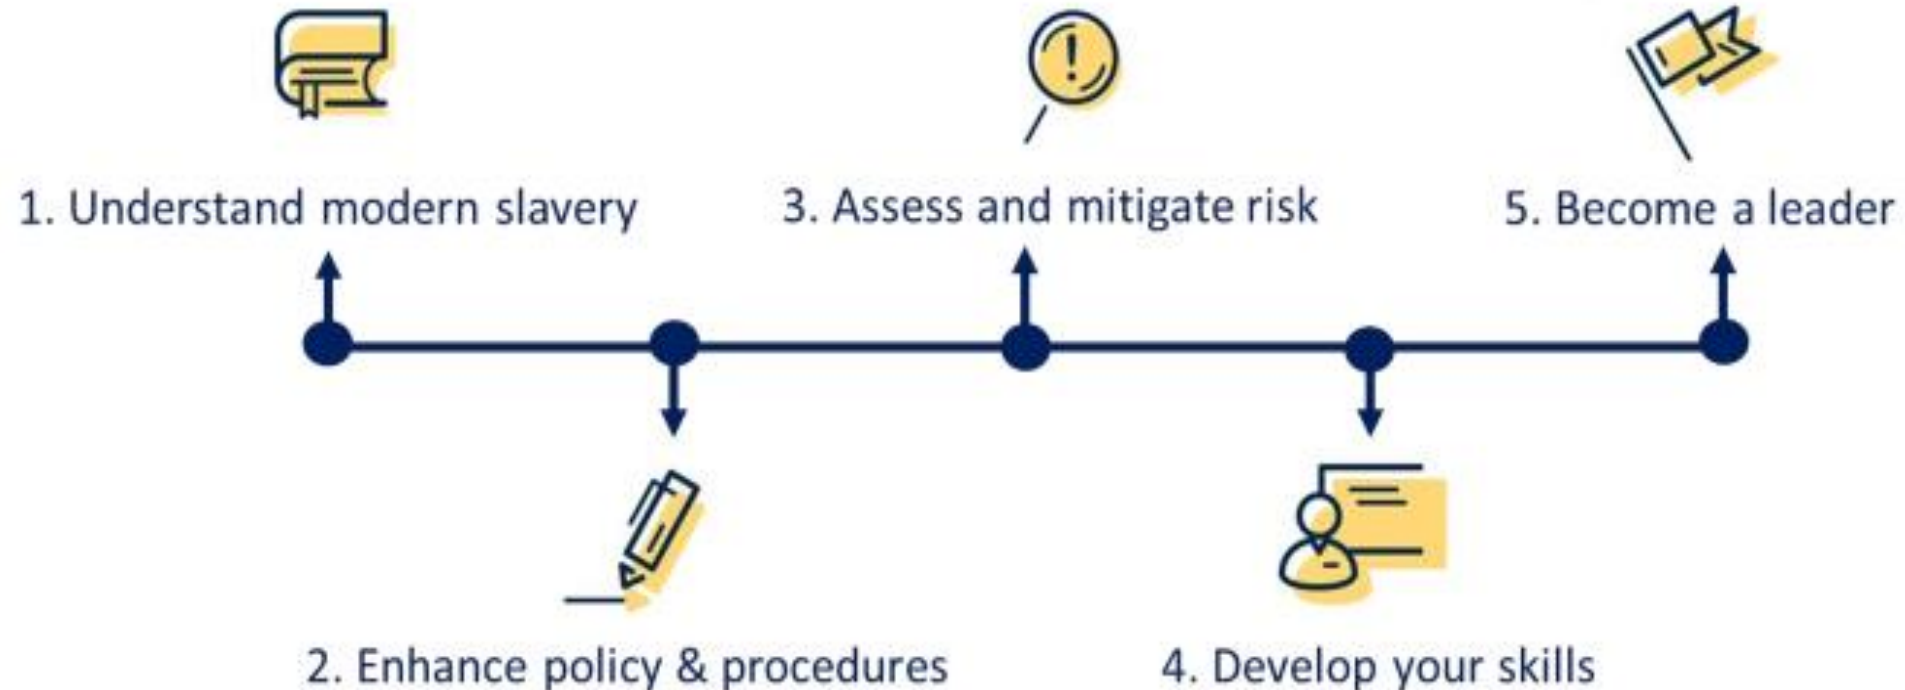 1. Understand modern slavery
2. Enhance policy & procedures
3. Assess and mitigate risk
4. Develop your skills
5. Become a leader